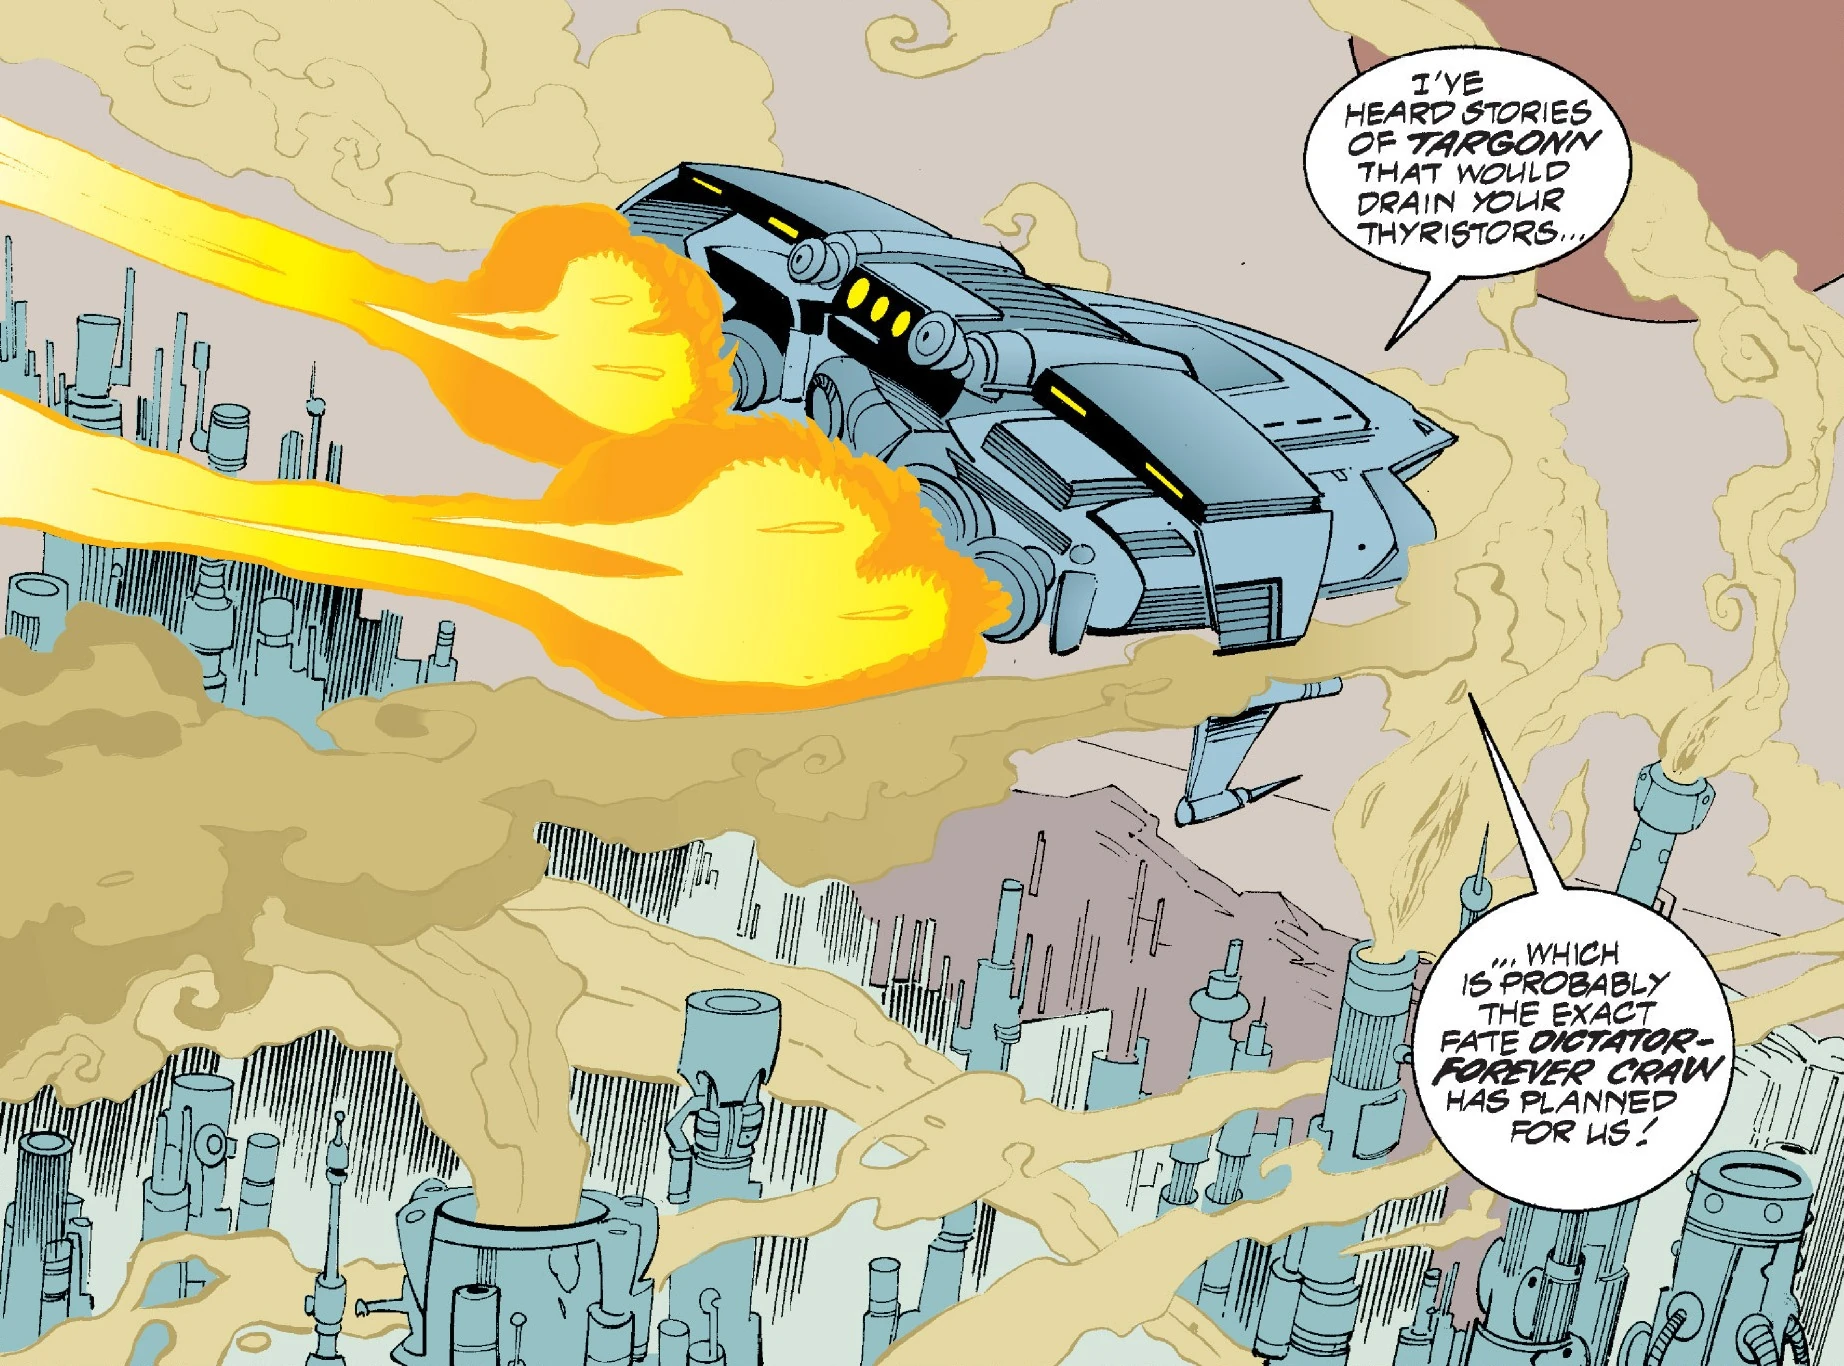 I'VE
HEARD STORIES
OF TARGONN
THAT WOULD
DRAIN YOUR
THYRISTORS...
...WHICH
IS PROBABLY
THE EXACT
FATE DICTATOR-
FOREVER CRAW
HAS PLANNED
FOR US!